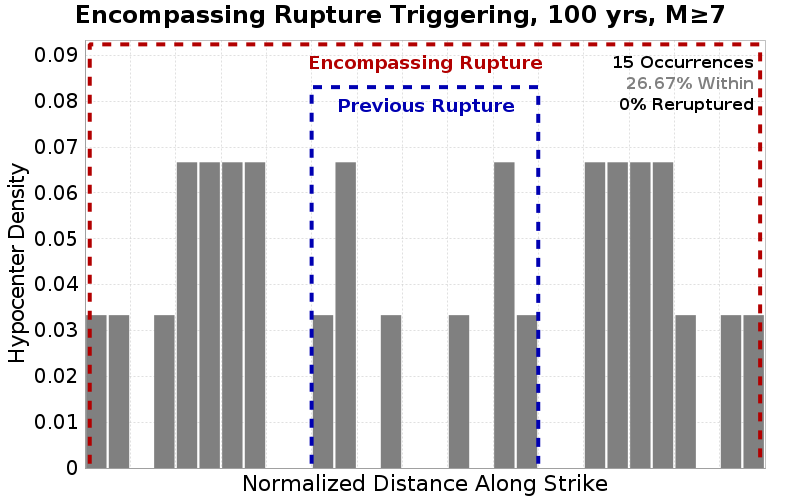 Encompassing Rupture Triggering, 100 yrs, M≥7
Encompassing Rupture
15 Occurrences
26.67% Within
Previous Rupture
0% Reruptured
0.09
0.08
0.07
0.06
0.05
0.04
0.03
0.02
0.01
0
Hypocenter Density
Normalized Distance Along Strike